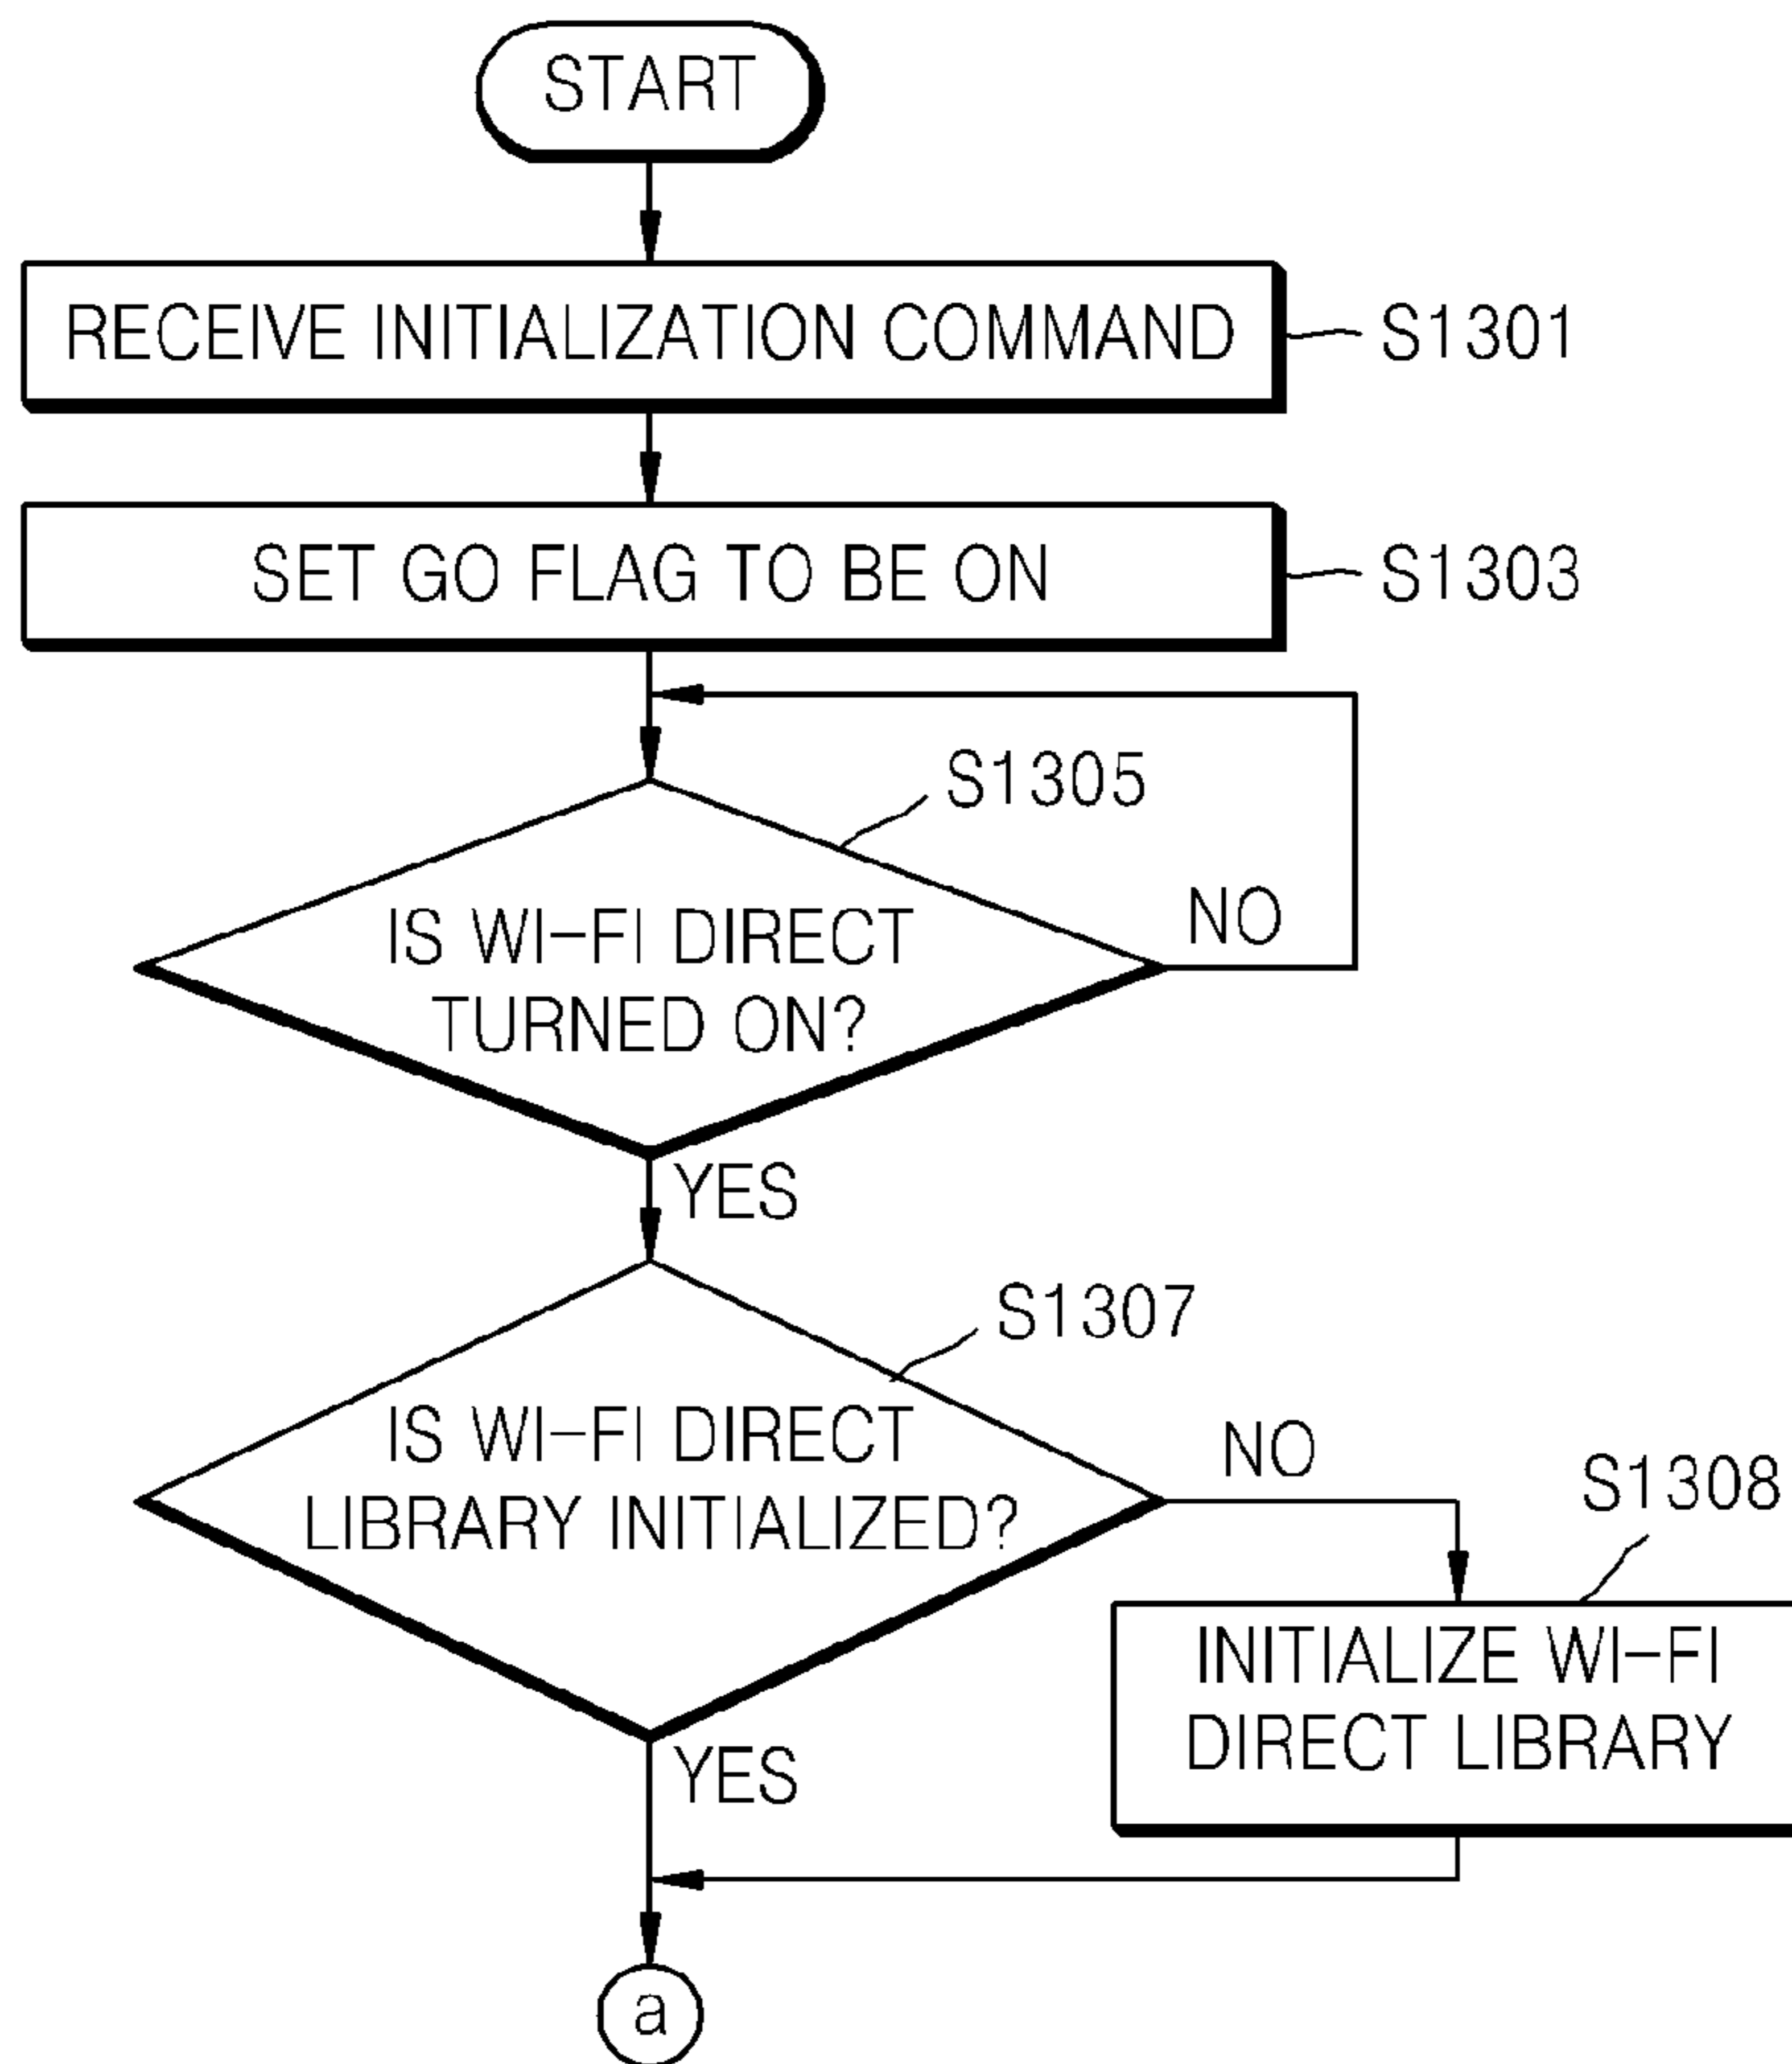 START
RECEIVE INITIALIZATION COMMAND
S1301
SET GO FLAG TO BE ON
S1303
S1305
IS WI-FI DIRECT
TURNED ON?
NO
YES
S1307
IS WI-FI DIRECT
LIBRARY INITIALIZED?
NO
S1308
INITIALIZE WI-FI
DIRECT LIBRARY
YES
a